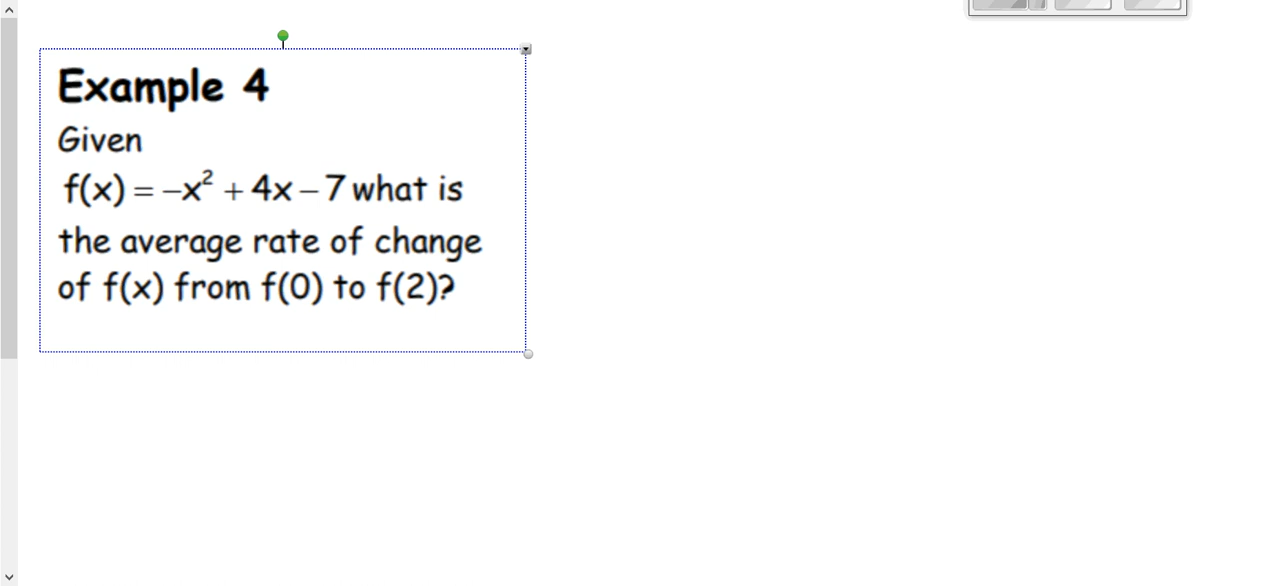 Example 4
Given
f(x) = −x² + 4x − 7 what is
the average rate of change
of f(x) from f(0) to f(2)?